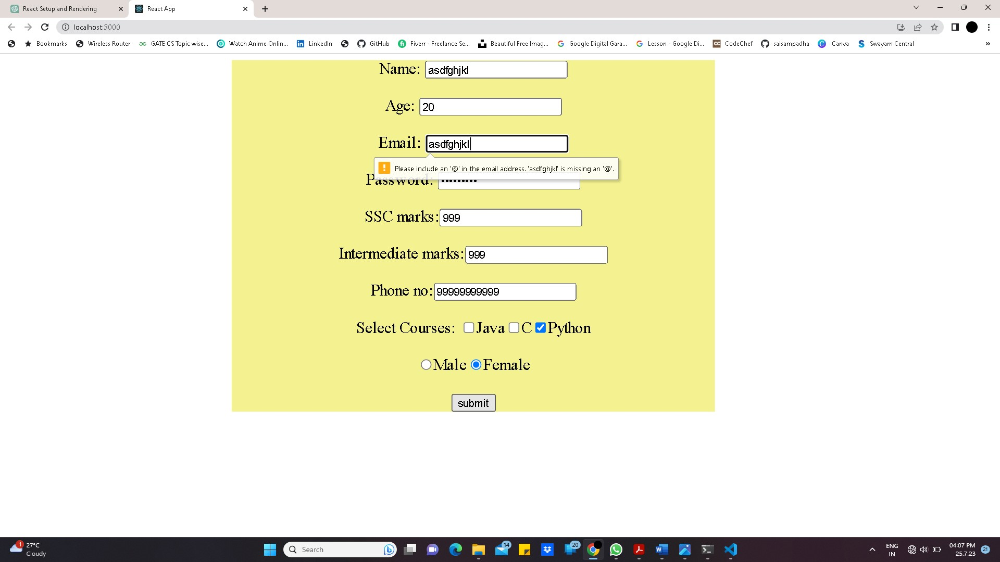 React Setup and Rendering
React App
localhost:3000
Bookmarks
Wireless Router
GATE CS Topic wise...
Watch Anime Onlin...
LinkedIn
GitHub
Fiverr - Freelance Se...
Beautiful Free Imag...
Google Digital Gara...
Lesson - Google Di...
CodeChef
saisampadha
Canva
Swayam Central
»
Name: asdfghjkl
Age: 20
Email: asdfghjkl
Please include an '@' in the email address. 'asdfghjkl' is missing an '@'.
Password: •••••••••
SSC marks: 999
Intermediate marks: 999
Phone no: 99999999999
Select Courses: Java C Python
Male Female
submit
1
27°C
Cloudy
Search
14
20
ENG
IN
04:07 PM
25.7.23
21